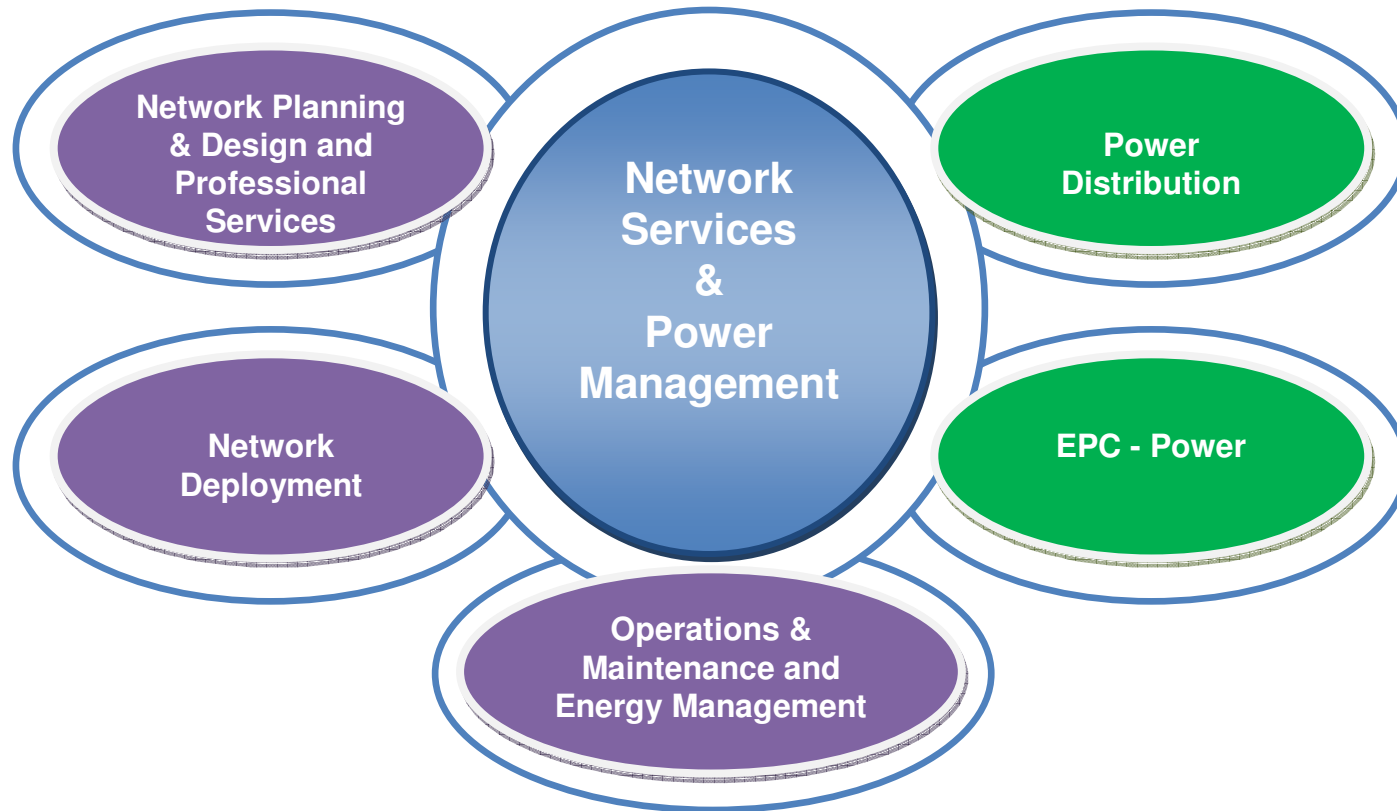 Network Planning
& Design and
Professional
Services
Network
Services
&
Power
Management
Power
Distribution
Network
Deployment
EPC - Power
Operations &
Maintenance and
Energy Management